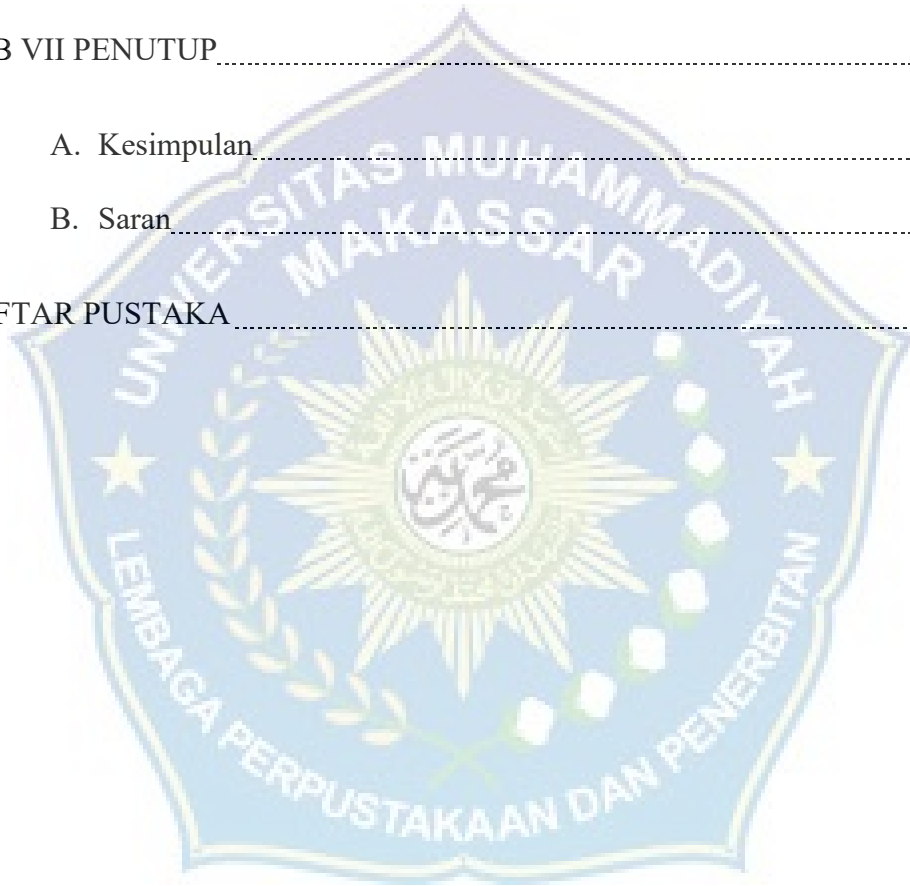 B VII PENUTUP
A. Kesimpulan
B. Saran
FTAR PUSTAKA
UNIVERSITAS MUHAMMADIYAH
MAKASSAR
LEMBAGA PERPUSTAKAAN DAN PENERBITAN